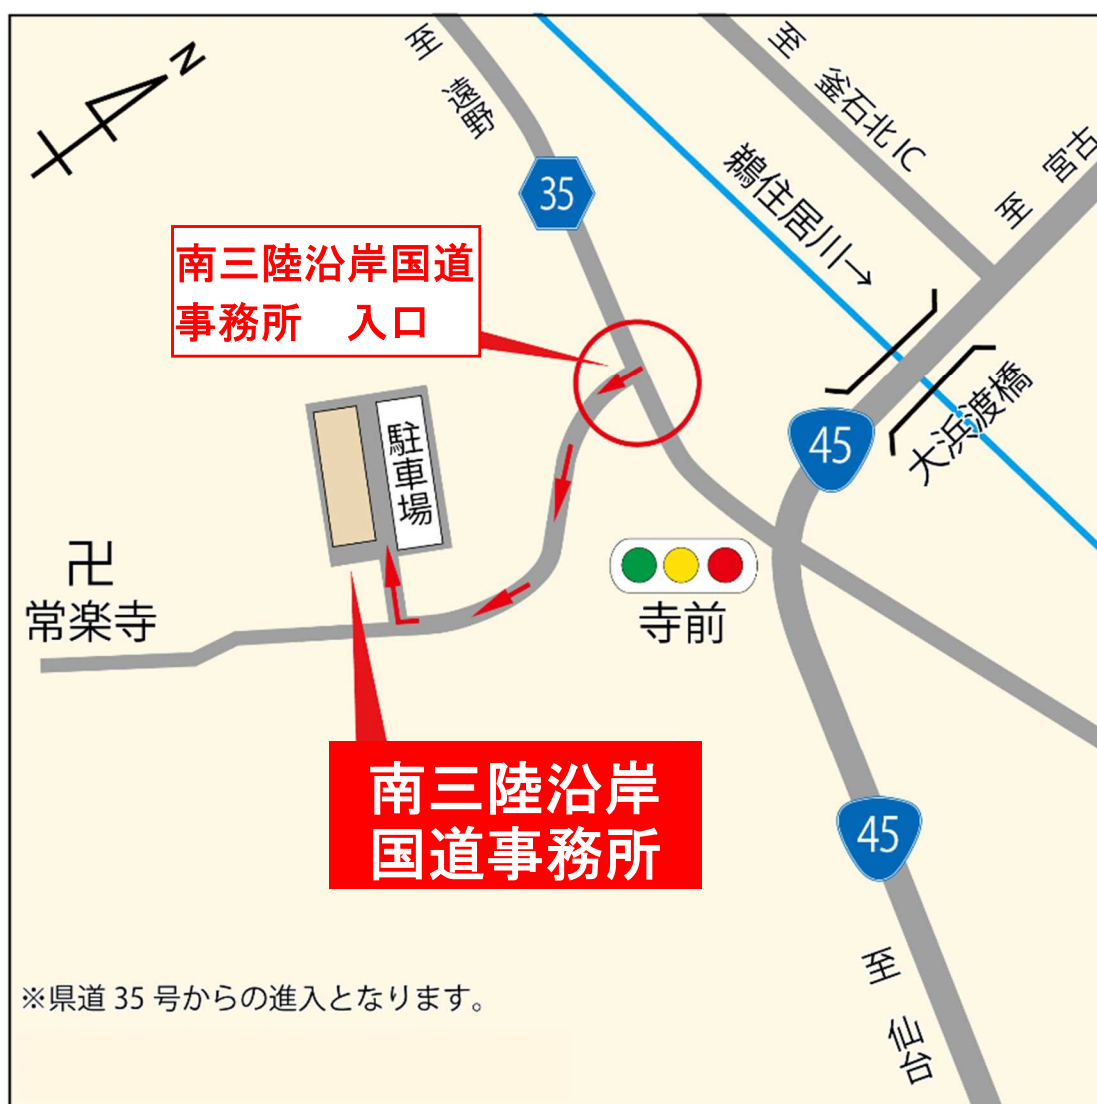 N
至 遠野
至 釜石北IC
至 宮古
鵜住居川→
35
南三陸沿岸国道
事務所 入口
大浜渡橋
45
駐車場
卍
常楽寺
寺前
南三陸沿岸
国道事務所
45
至 仙台
※県道35号からの進入となります。